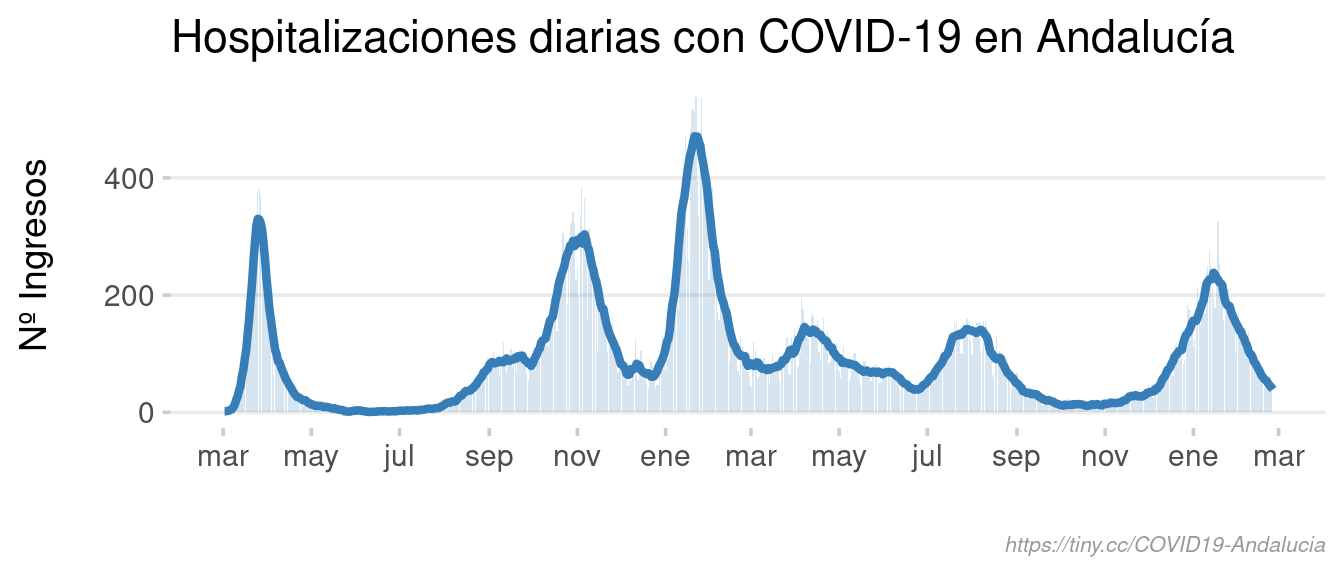 Hospitalizaciones diarias con COVID-19 en Andalucía
Nº Ingresos
400
200
0
mar may jul sep nov ene mar may jul sep nov ene mar
https://tiny.cc/COVID19-Andalucia